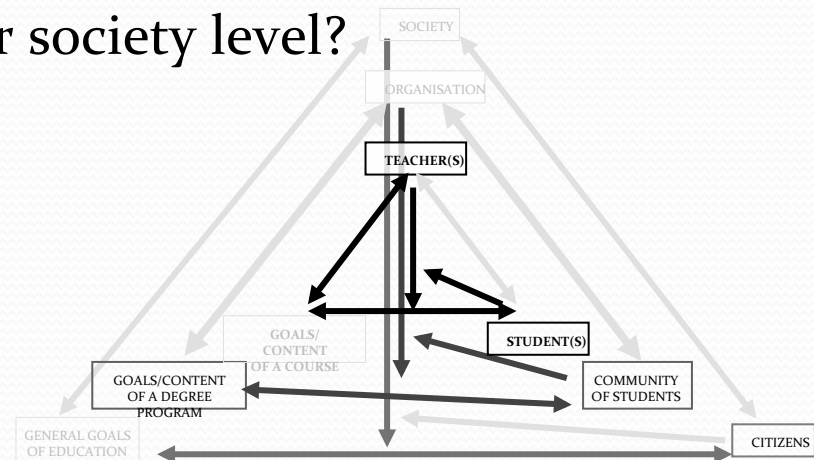 r society level?
SOCIETY
ORGANISATION
TEACHER(S)
GOALS/
CONTENT
OF A COURSE
STUDENT(S)
GOALS/CONTENT
OF A DEGREE
PROGRAM
COMMUNITY
OF STUDENTS
GENERAL GOALS
OF EDUCATION
CITIZENS